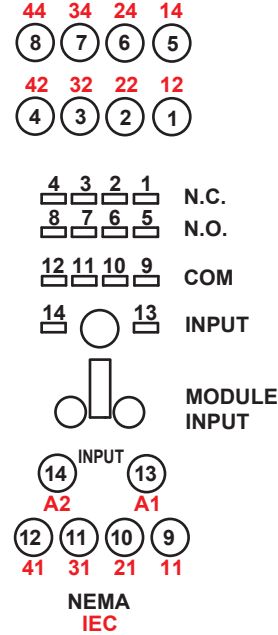 44 34 24 14
8 7 6 5
42 32 22 12
4 3 2 1
4 3 2 1 N.C.
8 7 6 5 N.O.
12 11 10 9 COM
14 13 INPUT
MODULE
INPUT
INPUT
14 13
A2 A1
12 11 10 9
41 31 21 11
NEMA
IEC